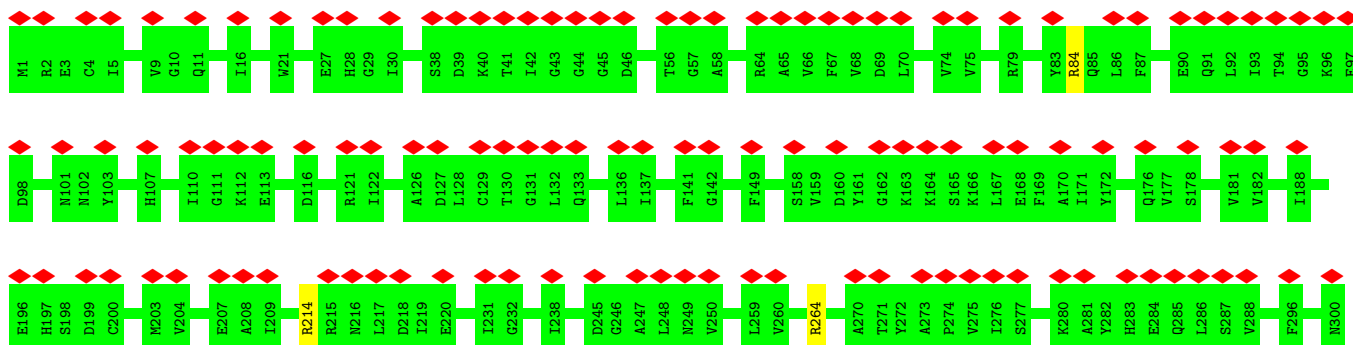 M1 R2 E3 C4 I5 V9 G10 Q11 I16 W21 E27 H28 G29 I30 S38 D39 K40 T41 I42 G43 G44 G45 D46 T56 G57 A58 R64 A65 V66 F67 V68 D69 L70 V74 V75 R79 Y83 R84 Q85 L86 F87 E90 Q91 L92 I93 T94 G95 K96 E97
D98 N101 N102 Y103 H107 I110 G111 K112 E113 D116 R121 I122 A126 D127 L128 C129 T130 G131 L132 Q133 L136 I137 F141 G142 F149 S158 V159 D160 Y161 G162 K163 K164 S165 K166 L167 E168 F169 A170 I171 Y172 Q176 V177 S178 V181 V182 I188
E196 H197 S198 D199 C200 M203 V204 E207 A208 I209 R214 R215 N216 L217 D218 I219 E220 I231 G232 I238 D245 G246 A247 L248 N249 V250 L259 V260 R264 A270 T271 Y272 A273 P274 V275 I276 S277 K280 A281 Y282 H283 E284 Q285 L286 S287 V288 F296 N300